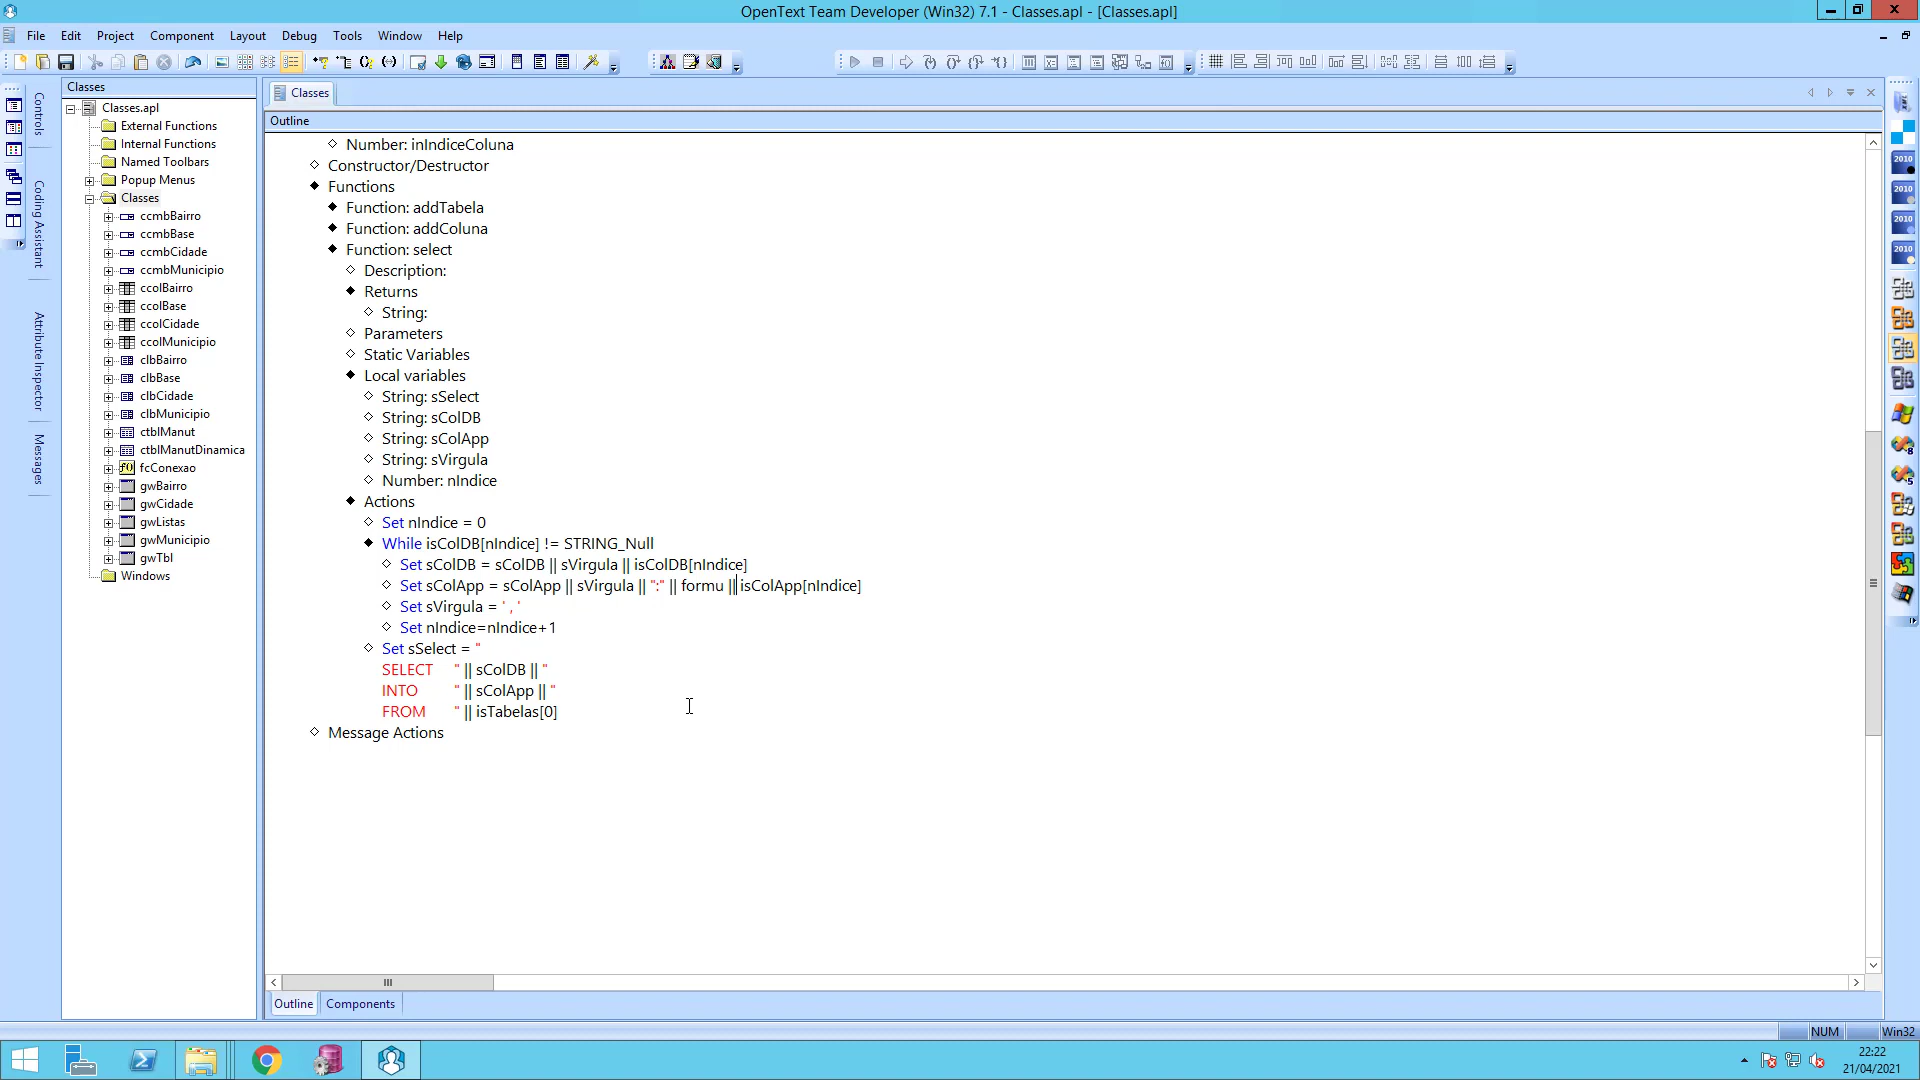 OpenText Team Developer (Win32) 7.1 - Classes.apl - [Classes.apl]
File Edit Project Component Layout Debug Tools Window Help
Controls
Coding Assistant
Attribute Inspector
Messages
Classes
Classes.apl
External Functions
Internal Functions
Named Toolbars
Popup Menus
Classes
ccmbBairro
ccmbBase
ccmbCidade
ccmbMunicipio
ccolBairro
ccolBase
ccolCidade
ccolMunicipio
clbBairro
clbBase
clbCidade
clbMunicipio
ctblManut
ctblManutDinamica
fcConexao
gwBairro
gwCidade
gwListas
gwMunicipio
gwTbl
Windows
Classes
Outline
Number: inIndiceColuna
Constructor/Destructor
Functions
Function: addTabela
Function: addColuna
Function: select
Description:
Returns
String:
Parameters
Static Variables
Local variables
String: sSelect
String: sColDB
String: sColApp
String: sVirgula
Number: nIndice
Actions
Set nIndice = 0
While isColDB[nIndice] != STRING_Null
Set sColDB = sColDB || sVirgula || isColDB[nIndice]
Set sColApp = sColApp || sVirgula || ":" || formu || isColApp[nIndice]
Set sVirgula = ' , '
Set nIndice=nIndice+1
Set sSelect = "
SELECT " || sColDB || "
INTO " || sColApp || "
FROM " || isTabelas[0]
Message Actions
Outline Components
2010
2010
2010
2010
NUM Win32
22:22
21/04/2021